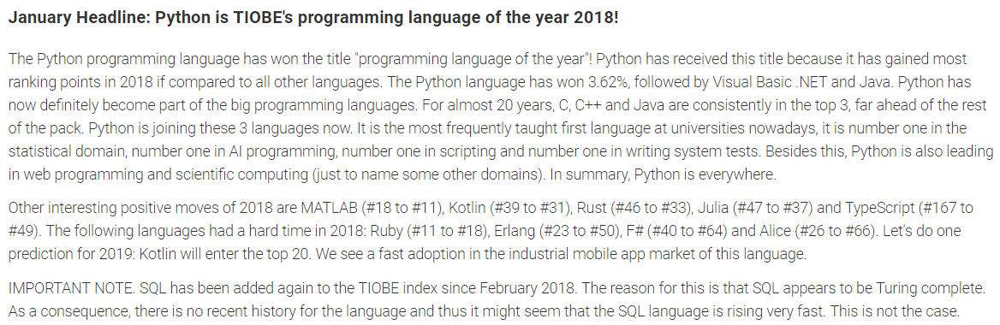 January Headline: Python is TIOBE's programming language of the year 2018!
The Python programming language has won the title "programming language of the year"! Python has received this title because it has gained most
ranking points in 2018 if compared to all other languages. The Python language has won 3.62%, followed by Visual Basic .NET and Java. Python has
now definitely become part of the big programming languages. For almost 20 years, C, C++ and Java are consistently in the top 3, far ahead of the rest
of the pack. Python is joining these 3 languages now. It is the most frequently taught first language at universities nowadays, it is number one in the
statistical domain, number one in AI programming, number one in scripting and number one in writing system tests. Besides this, Python is also leading
in web programming and scientific computing (just to name some other domains). In summary, Python is everywhere.
Other interesting positive moves of 2018 are MATLAB (#18 to #11), Kotlin (#39 to #31), Rust (#46 to #33), Julia (#47 to #37) and TypeScript (#167 to
#49). The following languages had a hard time in 2018: Ruby (#11 to #18), Erlang (#23 to #50), F# (#40 to #64) and Alice (#26 to #66). Let's do one
prediction for 2019: Kotlin will enter the top 20. We see a fast adoption in the industrial mobile app market of this language.
IMPORTANT NOTE. SQL has been added again to the TIOBE index since February 2018. The reason for this is that SQL appears to be Turing complete.
As a consequence, there is no recent history for the language and thus it might seem that the SQL language is rising very fast. This is not the case.